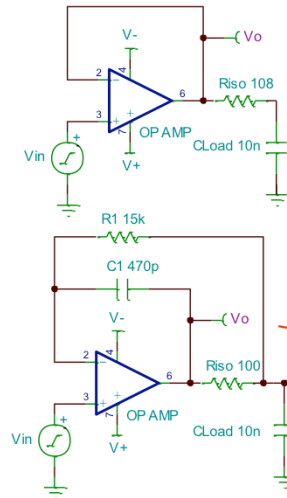 V-
Vo
2
4
6
Riso 108
3
7
OP AMP
Vin
+
V+
CLoad 10n
R1 15k
C1 470p
V-
Vo
2
4
6
Riso 100
3
7
OP AMP
Vin
+
V+
CLoad 10n